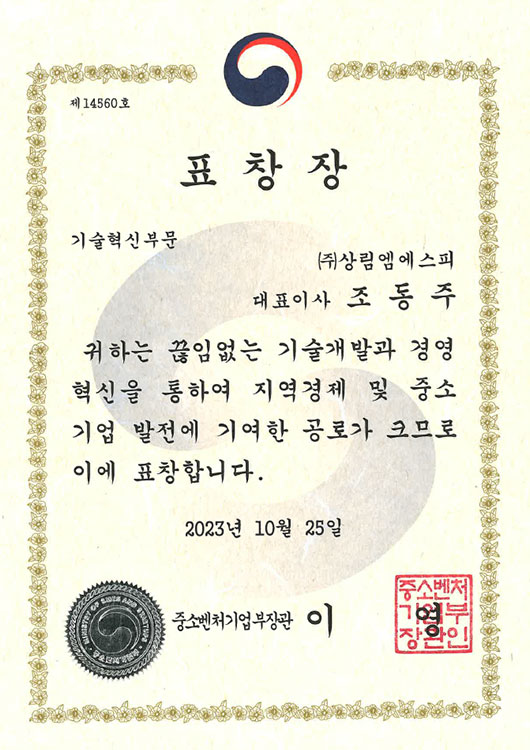 제14560호
표창장
기술혁신부문
㈜상림엠에스피
대표이사 조동주
귀하는 끊임없는 기술개발과 경영
혁신을 통하여 지역경제 및 중소
기업 발전에 기여한 공로가 크므로
이에 표창합니다.
2023년 10월 25일
중소벤처기업부장관 이 영
중소벤처
기업부
장관인